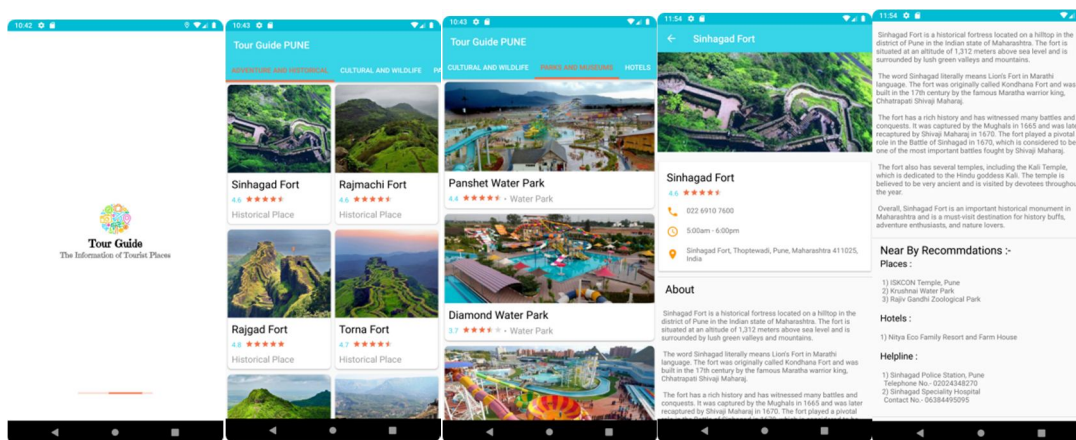 10:42
Tour Guide
The Information of Tourist Places
10:43
Tour Guide PUNE
ADVENTURE AND HISTORICAL CULTURAL AND WILDLIFE PA
Sinhagad Fort
4.6
Historical Place
Rajmachi Fort
4.6
Historical Place
Rajgad Fort
4.8
Historical Place
Torna Fort
4.7
Historical Place
10:43
Tour Guide PUNE
CULTURAL AND WILDLIFE PARKS AND MUSEUMS HOTELS
Panshet Water Park
4.4 • Water Park
Diamond Water Park
3.7 • Water Park
11:54
Sinhagad Fort
Sinhagad Fort
4.6
022 6910 7600
5:00am - 6:00pm
Sinhagad Fort, Thoptewadi, Pune, Maharashtra 411025,
India
About
Sinhagad Fort is a historical fortress located on a hilltop in the
district of Pune in the Indian state of Maharashtra. The fort is
situated at an altitude of 1,312 meters above sea level and is
surrounded by lush green valleys and mountains.
The word Sinhagad literally means Lion's Fort in Marathi
language. The fort was originally called Kondhana Fort and was
built in the 17th century by the famous Maratha warrior king,
Chhatrapati Shivaji Maharaj.
The fort has a rich history and has witnessed many battles and
conquests. It was captured by the Mughals in 1665 and was later
recaptured by Shivaji Maharaj in 1670. The fort played a pivotal
11:54
Sinhagad Fort is a historical fortress located on a hilltop in the
district of Pune in the Indian state of Maharashtra. The fort is
situated at an altitude of 1,312 meters above sea level and is
surrounded by lush green valleys and mountains.
The word Sinhagad literally means Lion's Fort in Marathi
language. The fort was originally called Kondhana Fort and was
built in the 17th century by the famous Maratha warrior king,
Chhatrapati Shivaji Maharaj.
The fort has a rich history and has witnessed many battles and
conquests. It was captured by the Mughals in 1665 and was late
recaptured by Shivaji Maharaj in 1670. The fort played a pivotal
role in the Battle of Sinhagad in 1670, which is considered to be
one of the most important battles fought by Shivaji Maharaj.
The fort also has several temples, including the Kali Temple,
which is dedicated to the Hindu goddess Kali. The temple is
believed to be very ancient and is visited by devotees throughou
the year.
Overall, Sinhagad Fort is an important historical monument in
Maharashtra and is a must-visit destination for history buffs,
adventure enthusiasts, and nature lovers.
Near By Recommdations :-
Places :
1) ISKCON Temple, Pune
2) Krushnai Water Park
3) Rajiv Gandhi Zoological Park
Hotels :
1) Nitya Eco Family Resort and Farm House
Helpline :
1) Sinhagad Police Station, Pune
Telephone No.- 02024348270
2) Sinhagad Speciality Hospital
Contact No.- 06384495095